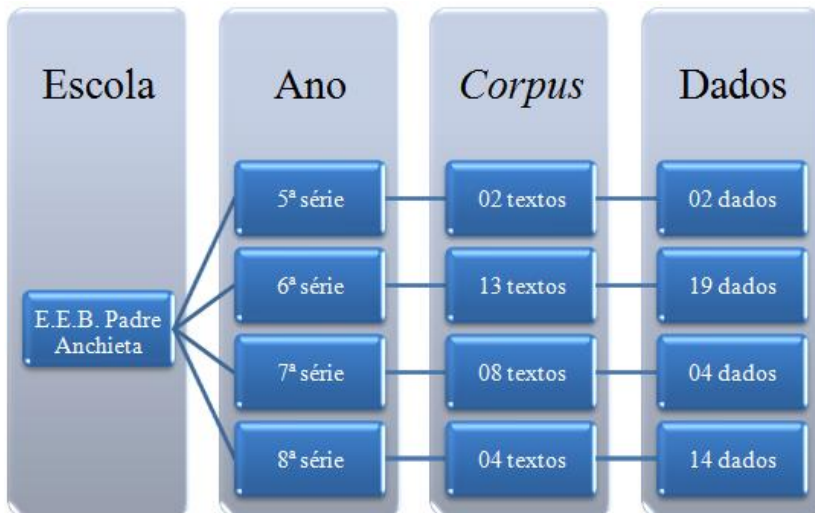 Escola
Ano
Corpus
Dados
E.E.B. Padre
Anchieta
5ª série
02 textos
02 dados
6ª série
13 textos
19 dados
7ª série
08 textos
04 dados
8ª série
04 textos
14 dados